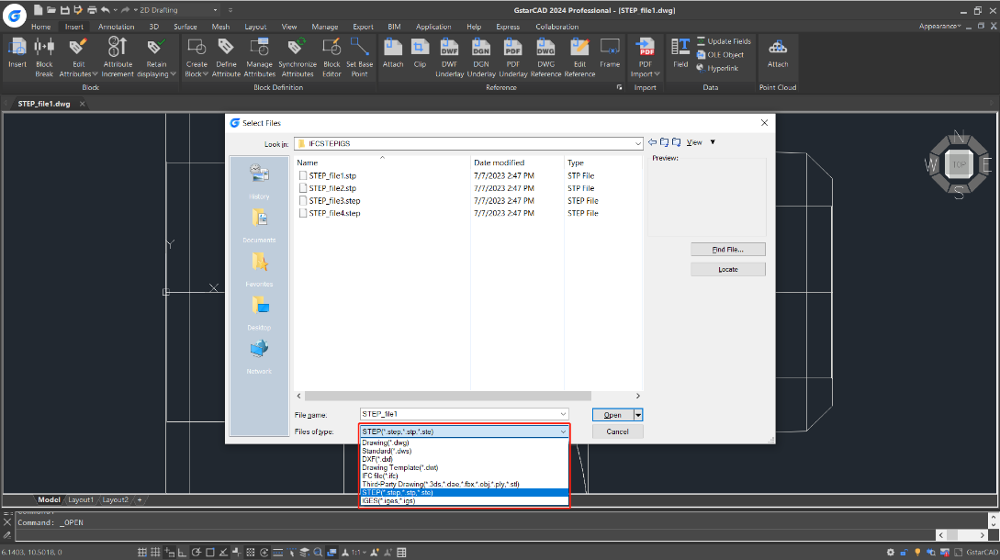 2D Drafting
GstarCAD 2024 Professional - [STEP_file1.dwg]
Home Insert Annotation 3D Surface Mesh Layout View Manage Export BIM Application Help Express Collaboration Appearance
Insert Block Break Edit Attributes Attribute Increment Retain displaying Create Block Define Attribute Manage Attributes Synchronize Attributes Block Editor Set Base Point Attach Clip DWF Underlay DGN Underlay PDF Underlay DWG Reference Edit Reference Frame PDF Import Field Update Fields OLE Object Hyperlink Attach
Block Block Definition Reference Import Data Point Cloud
STEP_file1.dwg
Select Files
Look in: IFCSTEPIGS View
Name Date modified Type Preview:
STEP_file1.stp 7/7/2023 2:47 PM STP File
STEP_file2.stp 7/7/2023 2:47 PM STP File
STEP_file3.step 7/7/2023 2:47 PM STEP File
STEP_file4.step 7/7/2023 2:47 PM STEP File
History
Documents
Favorites
Desktop
Network
Find File...
Locate
File name: STEP_file1 Open
Files of type: STEP(*.step,*.stp,*.ste) Cancel
Drawing(*.dwg)
Standard(*.dws)
DXF(*.dxf)
Drawing Template(*.dwt)
IFC file(*.ifc)
Third-Party Drawing(*.3ds,*.dae,*.fbx,*.obj,*.ply,*.stl)
STEP(*.step,*.stp,*.ste)
IGES(*.iges,*.igs)
Y
X
N
W TOP E
S
Model Layout1 Layout2 +
Command: _OPEN
6.1403, 10.5018, 0 1:1 GstarCAD